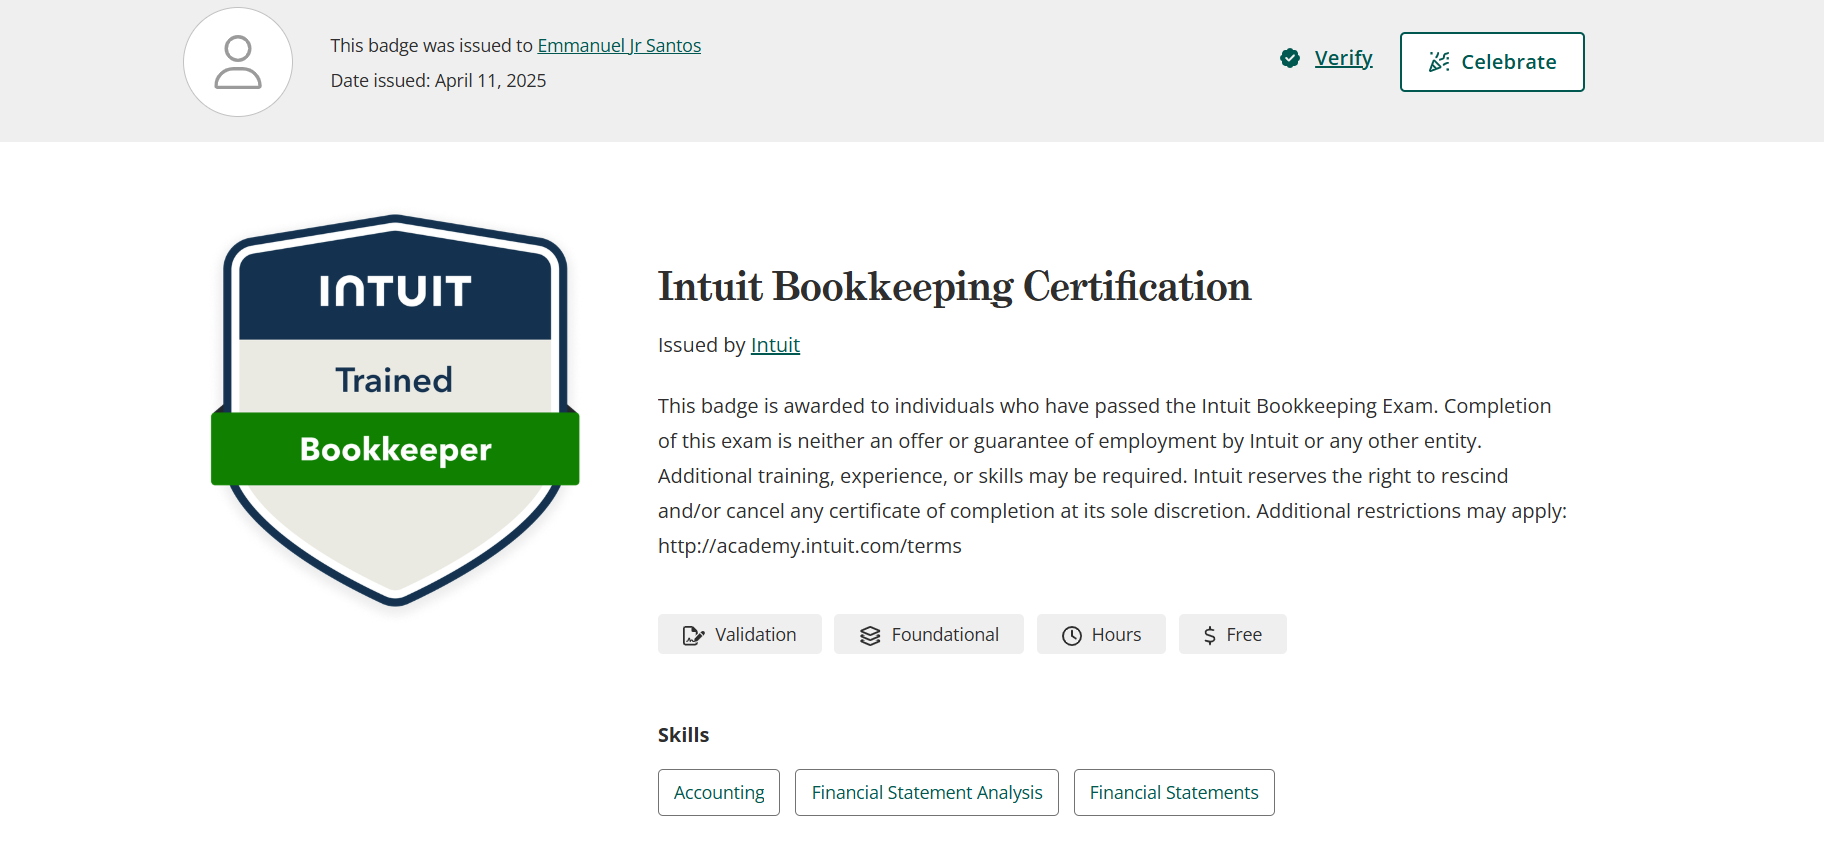 This badge was issued to Emmanuel Jr Santos
Date issued: April 11, 2025
Verify
Celebrate
INTUIT
Trained
Bookkeeper
Intuit Bookkeeping Certification
Issued by Intuit
This badge is awarded to individuals who have passed the Intuit Bookkeeping Exam. Completion
of this exam is neither an offer or guarantee of employment by Intuit or any other entity.
Additional training, experience, or skills may be required. Intuit reserves the right to rescind
and/or cancel any certificate of completion at its sole discretion. Additional restrictions may apply:
http://academy.intuit.com/terms
Validation
Foundational
Hours
Free
Skills
Accounting
Financial Statement Analysis
Financial Statements